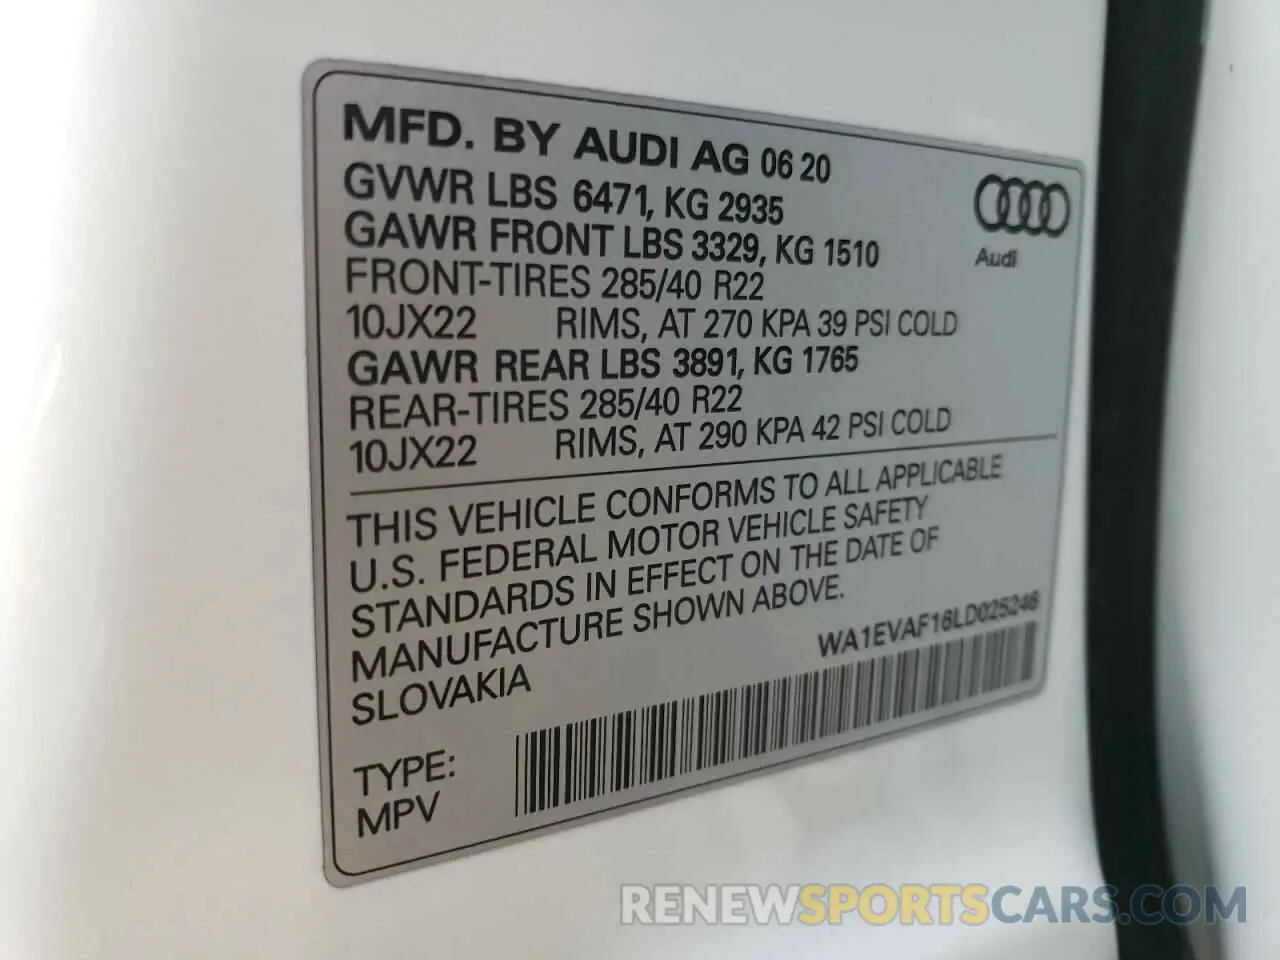 MFD. BY AUDI AG 06 20
GVWR LBS 6471, KG 2935
GAWR FRONT LBS 3329, KG 1510
FRONT-TIRES 285/40 R22
10JX22 RIMS, AT 270 KPA 39 PSI COLD
GAWR REAR LBS 3891, KG 1765
REAR-TIRES 285/40 R22
10JX22 RIMS, AT 290 KPA 42 PSI COLD
Audi
THIS VEHICLE CONFORMS TO ALL APPLICABLE
U.S. FEDERAL MOTOR VEHICLE SAFETY
STANDARDS IN EFFECT ON THE DATE OF
MANUFACTURE SHOWN ABOVE.
SLOVAKIA
WA1EVAF16LD025246
TYPE:
MPV
RENEWSPORTSCARS.COM